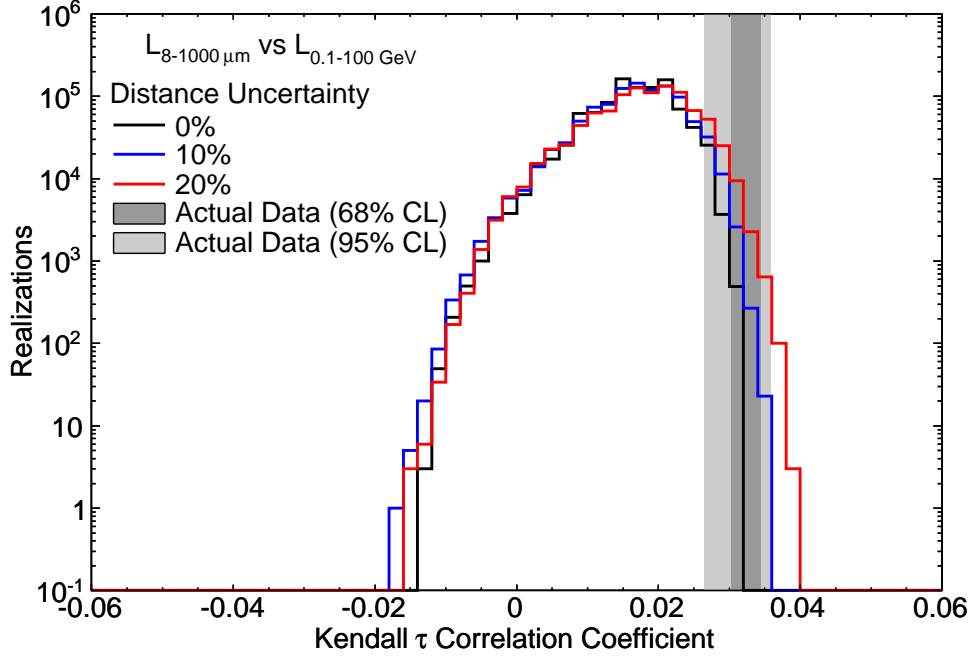 L8-1000 μm vs L0.1-100 GeV
Distance Uncertainty
0%
10%
20%
Actual Data (68% CL)
Actual Data (95% CL)
Realizations
10^6
10^5
10^4
10^3
10^2
10
1
10^-1
-0.06 -0.04 -0.02 0 0.02 0.04 0.06
Kendall τ Correlation Coefficient